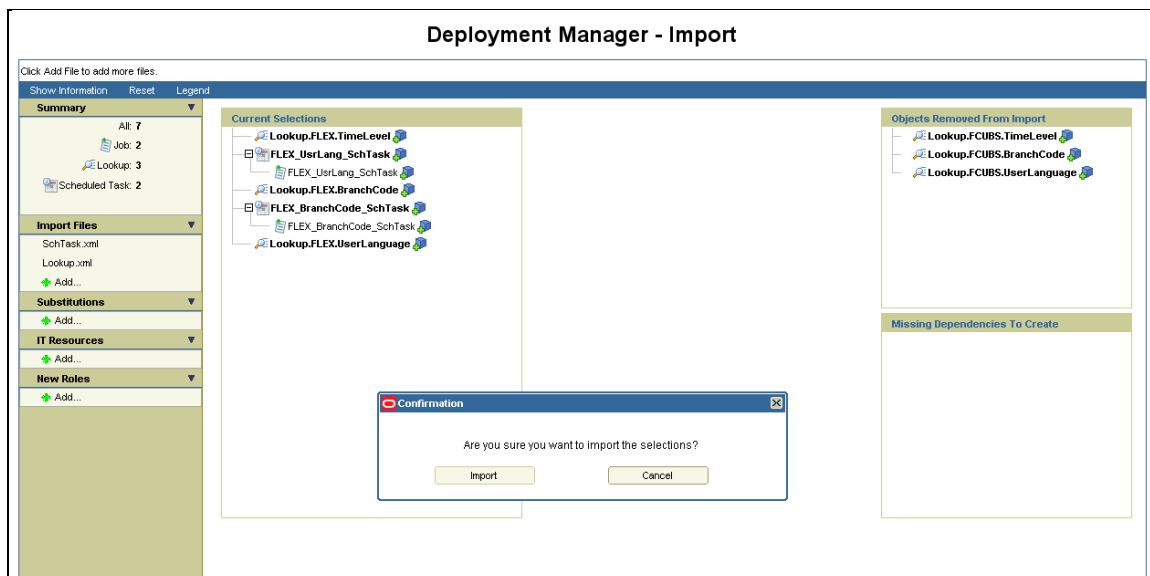 Deployment Manager - Import
Click Add File to add more files.
Show Information Reset Legend
Summary
All: 7
Job: 2
Lookup: 3
Scheduled Task: 2
Import Files
SchTask.xml
Lookup.xml
Add...
Substitutions
Add...
IT Resources
Add...
New Roles
Add...
Current Selections
Lookup.FLEX.TimeLevel
FLEX_UsrLang_SchTask
FLEX_UsrLang_SchTask
Lookup.FLEX.BranchCode
FLEX_BranchCode_SchTask
FLEX_BranchCode_SchTask
Lookup.FLEX.UserLanguage
Objects Removed From Import
Lookup.FCUBS.TimeLevel
Lookup.FCUBS.BranchCode
Lookup.FCUBS.UserLanguage
Missing Dependencies To Create
Confirmation
Are you sure you want to import the selections?
Import Cancel